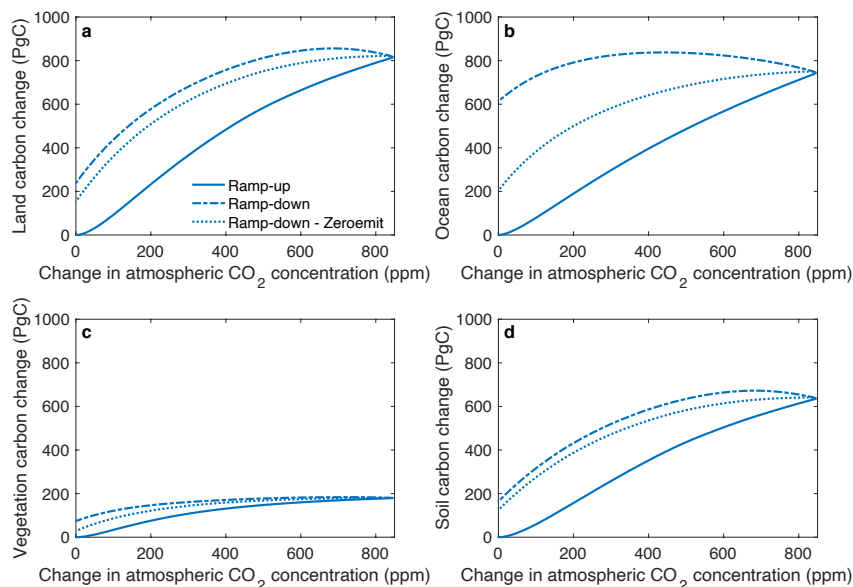 a
Land carbon change (PgC)
1000
800
600
400
200
0
Ramp-up
Ramp-down
Ramp-down - Zeroemit
0 200 400 600 800
Change in atmospheric CO2 concentration (ppm)
b
Ocean carbon change (PgC)
1000
800
600
400
200
0
0 200 400 600 800
Change in atmospheric CO2 concentration (ppm)
c
Vegetation carbon change (PgC)
1000
800
600
400
200
0
0 200 400 600 800
Change in atmospheric CO2 concentration (ppm)
d
Soil carbon change (PgC)
1000
800
600
400
200
0
0 200 400 600 800
Change in atmospheric CO2 concentration (ppm)